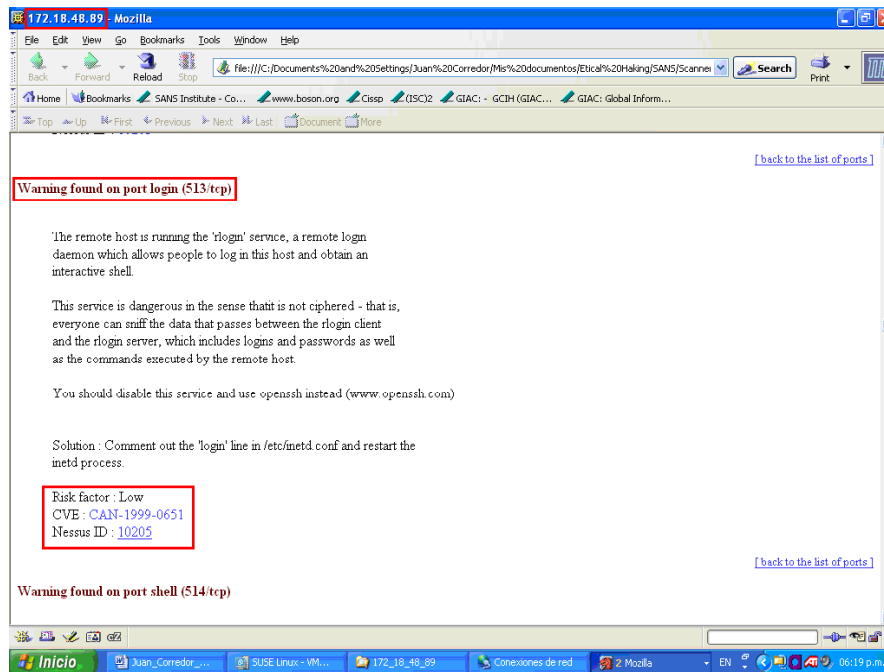 172.18.48.89 - Mozilla
File Edit View Go Bookmarks Tools Window Help
Back Forward Reload Stop file:///C:/Documents%20and%20Settings/Juan%20Corredor/Mis%20documentos/Etical%20Haking/SANS/Scanner Search Print
Home Bookmarks SANS Institute - Co... www.boson.org Cissp (ISC)2 GIAC: - GCIH (GIAC... GIAC: Global Inform...
Top Up First Previous Next Last Document More
[ back to the list of ports ]
Warning found on port login (513/tcp)
The remote host is running the 'rlogin' service, a remote login
daemon which allows people to log in this host and obtain an
interactive shell.
This service is dangerous in the sense thatit is not ciphered - that is,
everyone can sniff the data that passes between the rlogin client
and the rlogin server, which includes logins and passwords as well
as the commands executed by the remote host.
You should disable this service and use openssh instead (www.openssh.com)
Solution : Comment out the 'login' line in /etc/inetd.conf and restart the
inetd process.
Risk factor : Low
CVE : CAN-1999-0651
Nessus ID : 10205
[ back to the list of ports ]
Warning found on port shell (514/tcp)
Inicio Juan_Corredor_... SUSE Linux - VM... 172_18_48_89 Conexiones de red 2 Mozilla EN 06:19 p.m.